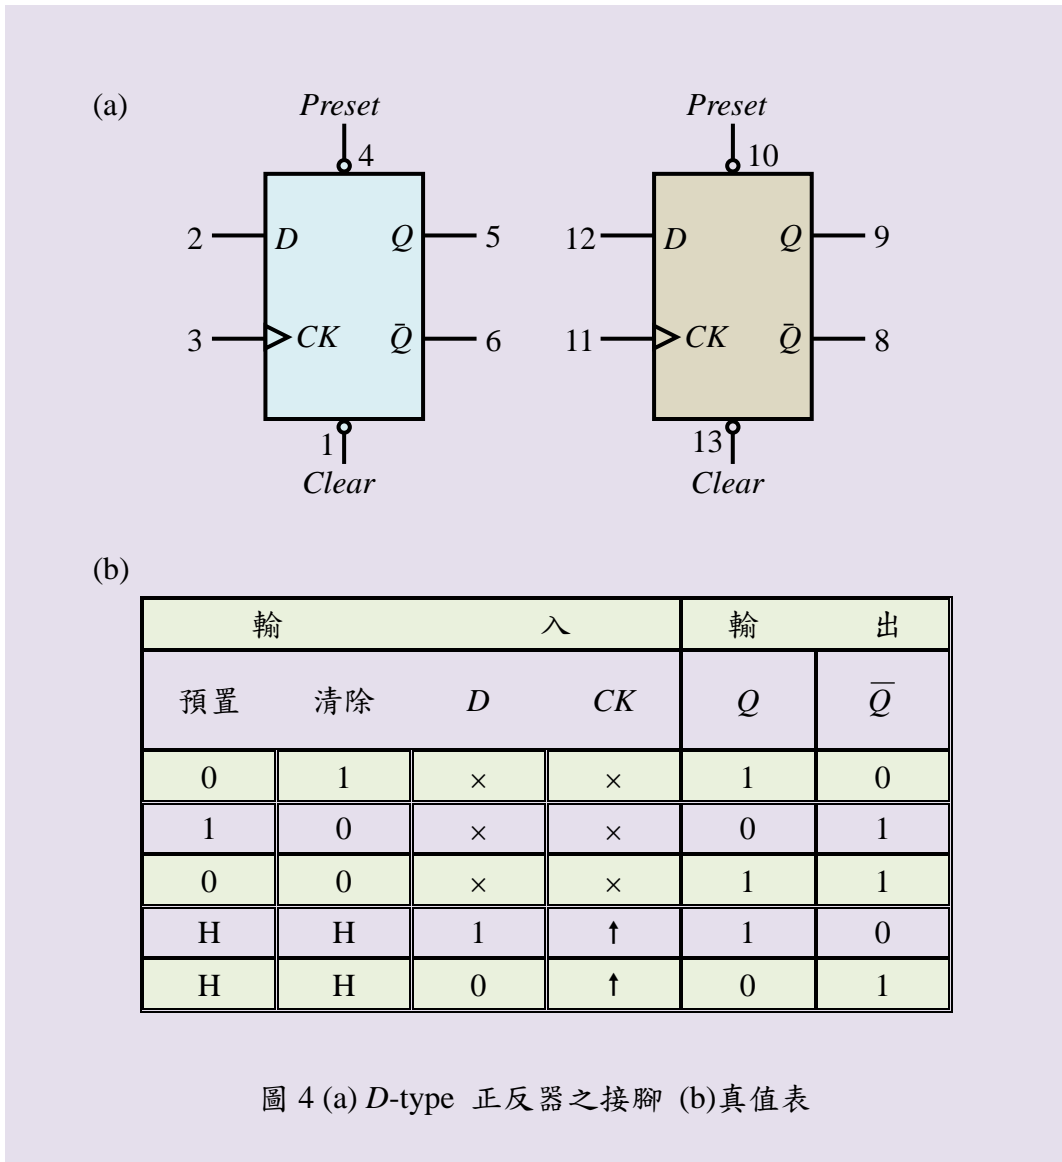 (a)
Preset Preset
4 10
2 D Q 5 12 D Q 9
3 CK Q̄ 6 11 CK Q̄ 8
1 13
Clear Clear
(b)
輸 入 輸 出
預置 清除 D CK Q Q̄
0 1 × × 1 0
1 0 × × 0 1
0 0 × × 1 1
H H 1 ↑ 1 0
H H 0 ↑ 0 1
圖 4 (a) D-type 正反器之接腳 (b)真值表